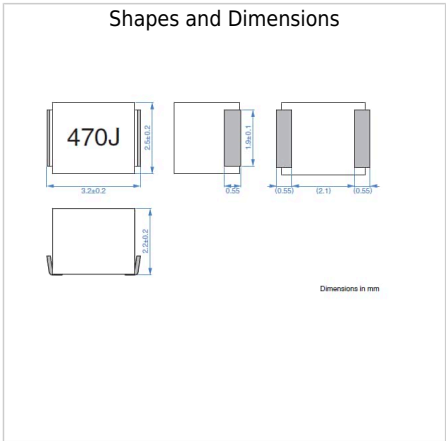 Shapes and Dimensions
470J
2.5±0.2
3.2±0.2
1.9±0.1
0.55
(0.55)
(2.1)
(0.55)
2.2±0.2
Dimensions in mm